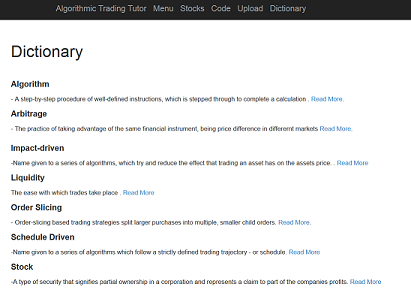 Algorithmic Trading Tutor Menu Stocks Code Upload Dictionary
Dictionary
Algorithm
- A step-by-step procedure of well-defined instructions, which is stepped through to complete a calculation . Read More.
Arbitrage
- The practice of taking advantage of the same financial instrument, being price difference in different markets Read More.
Impact-driven
-Name given to a series of algorithms, which try and reduce the effect that trading an asset has on the assets price. . Read More
Liquidity
The ease with which trades take place . Read More
Order Slicing
- Order-slicing based trading strategies split larger purchases into multiple, smaller child orders. Read More.
Schedule Driven
-Name given to a series of algorithms which follow a strictly defined trading trajectory - or schedule. Read More
Stock
-A type of security that signifies partial ownership in a corporation and represents a claim to part of the companies profits. Read More